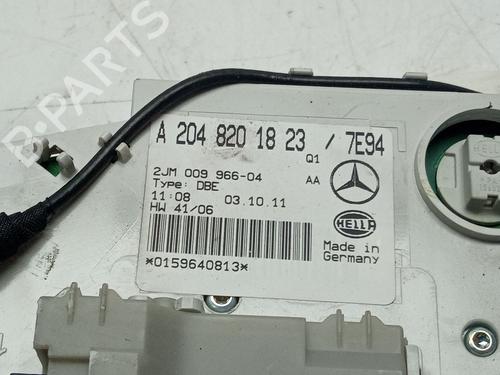 B-PARTS
A 204 820 18 23 / 7E94
Q1
2JM 009 966-04 AA
Type: DBE
11:08 03.10.11
HW 41/06
HELLA
Made in
Germany
*0159640813*